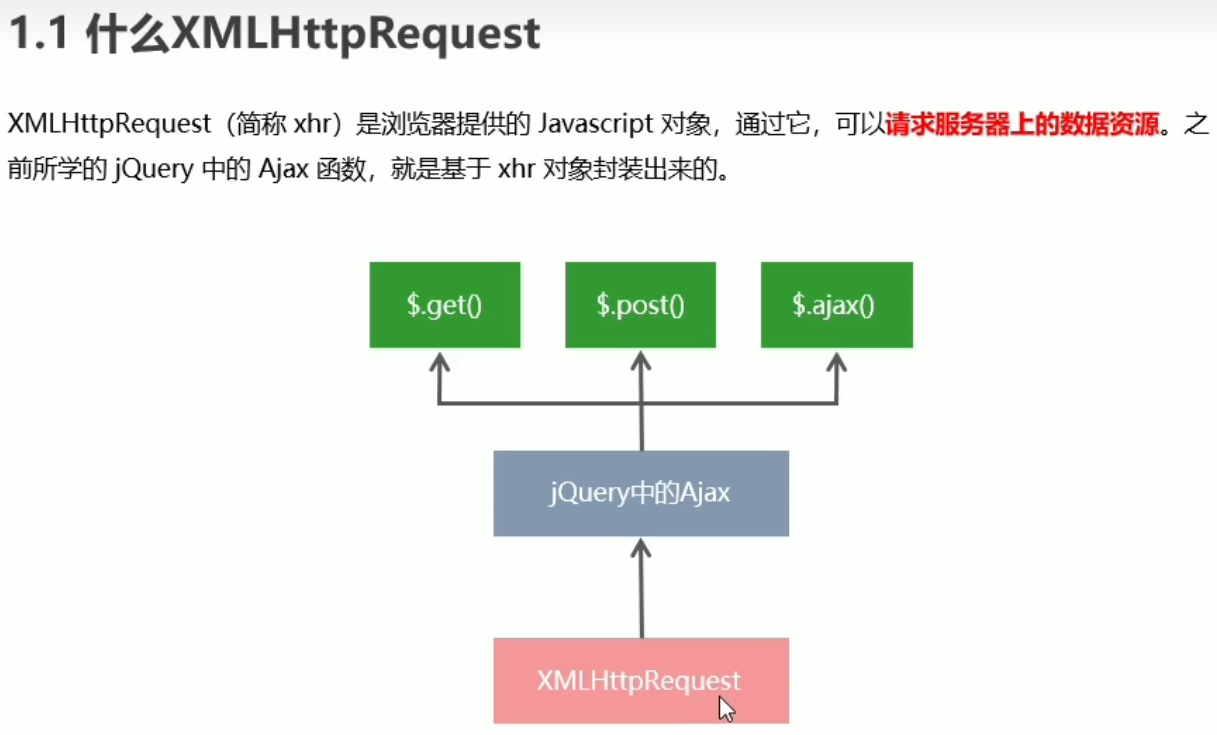 1.1 什么XMLHttpRequest
XMLHttpRequest（简称 xhr）是浏览器提供的 Javascript 对象，通过它，可以请求服务器上的数据资源。之
前所学的 jQuery 中的 Ajax 函数，就是基于 xhr 对象封装出来的。
$.get() $.post() $.ajax()
jQuery中的Ajax
XMLHttpRequest